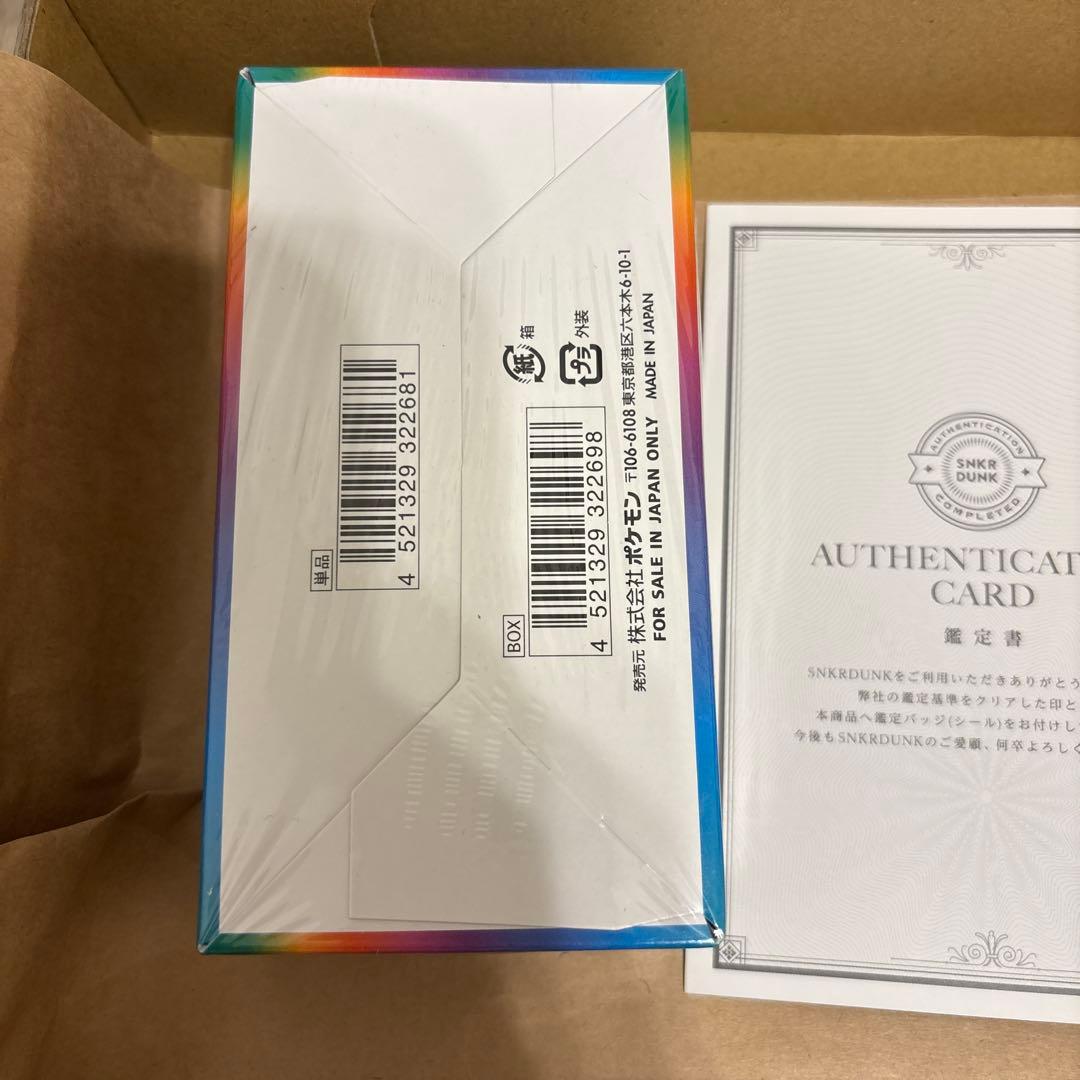 単品
4 521329 322681
BOX
4 521329 322698
紙
箱
プラ
外装
発売元 株式会社ポケモン 〒106-6108東京都港区六本木6-10-1
FOR SALE IN JAPAN ONLY MADE IN JAPAN
AUTHENTICATION
SNKR
DUNK
COMPLETED
AUTHENTICAT
CARD
鑑定書
SNKRDUNKをご利用いただきありがとう
弊社の鑑定基準をクリアした印と
本商品へ鑑定バッジ(シール)をお付けし
今後もSNKRDUNKのご愛顧、何卒よろしく